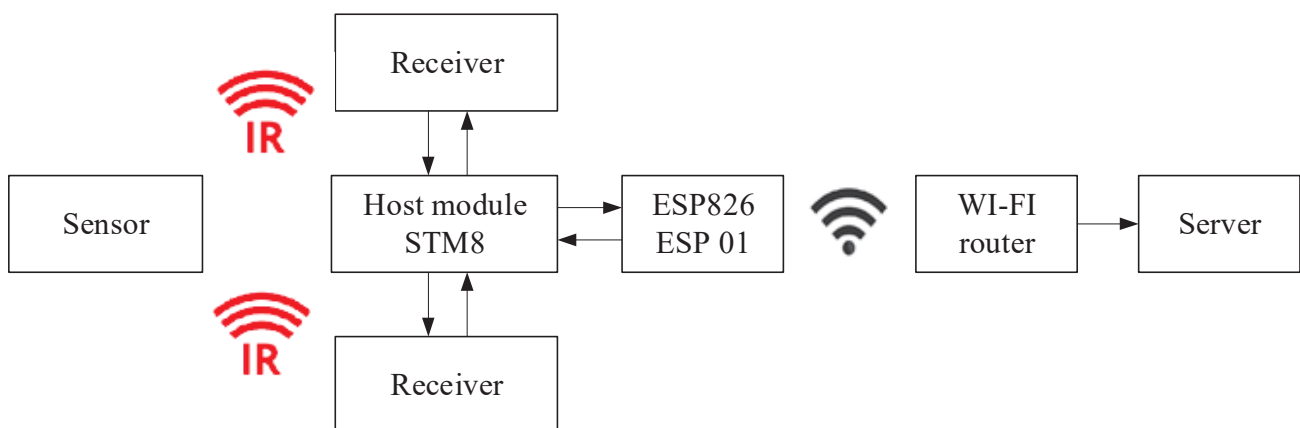 Receiver
IR
Sensor
Host module
STM8
ESP826
ESP 01
WI-FI
router
Server
IR
Receiver